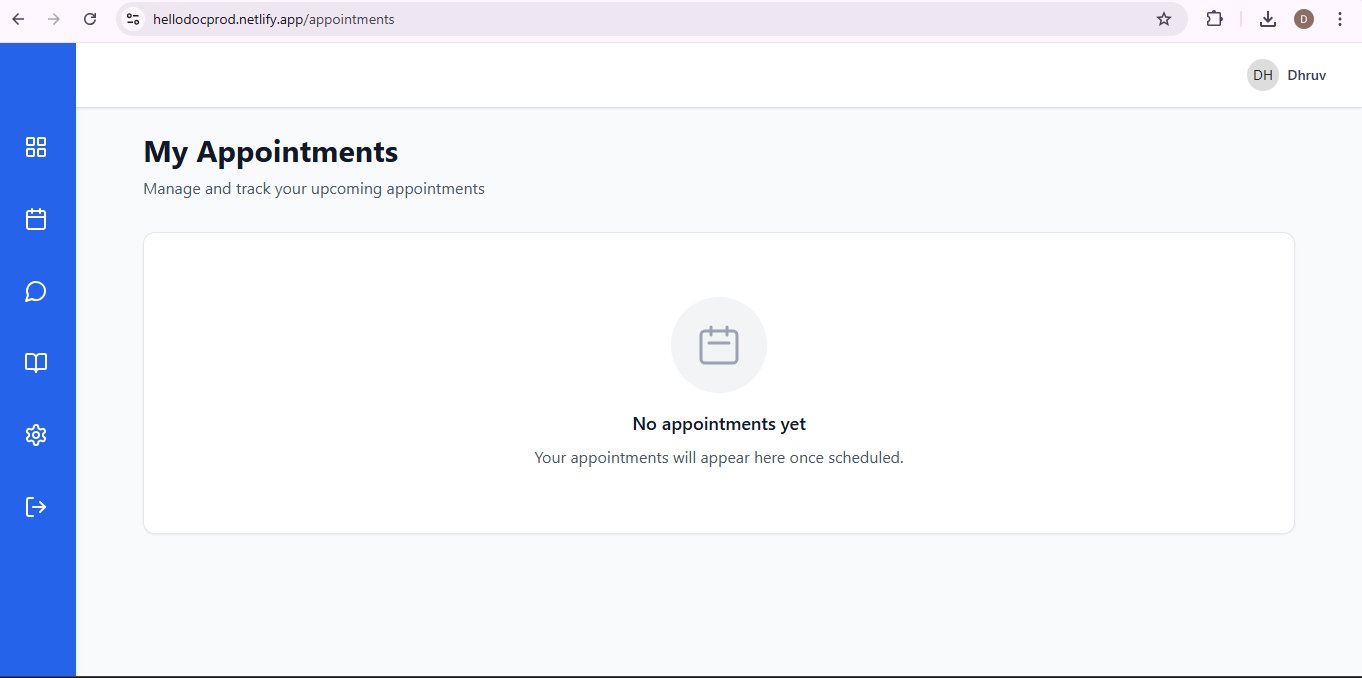 hellodocprod.netlify.app/appointments
D
DH Dhruv
My Appointments
Manage and track your upcoming appointments
No appointments yet
Your appointments will appear here once scheduled.